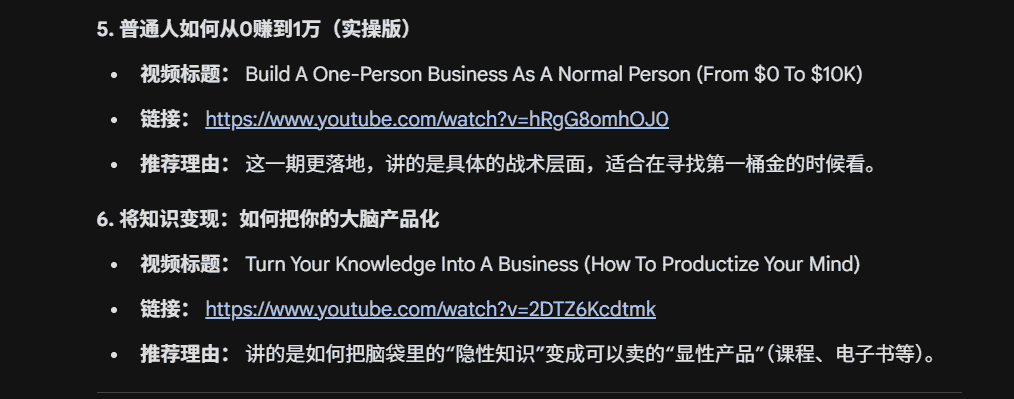 5. 普通人如何从0赚到1万（实操版）
• 视频标题： Build A One-Person Business As A Normal Person (From $0 To $10K)
• 链接： https://www.youtube.com/watch?v=hRgG8omhOJ0
• 推荐理由： 这一期更落地，讲的是具体的战术层面，适合在寻找第一桶金的时候看。
6. 将知识变现：如何把你的大脑产品化
• 视频标题： Turn Your Knowledge Into A Business (How To Productize Your Mind)
• 链接： https://www.youtube.com/watch?v=2DTZ6Kcdtmk
• 推荐理由： 讲的是如何把脑袋里的“隐性知识”变成可以卖的“显性产品”（课程、电子书等）。